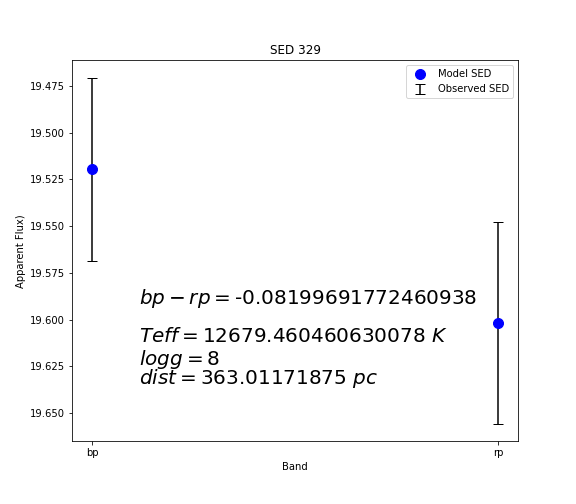 SED 329
Model SED
Observed SED
19.475
19.500
19.525
19.550
19.575
19.600
19.625
19.650
Apparent Flux)
bp − rp = -0.08199691772460938
Teff = 12679.460460630078 K
logg = 8
dist = 363.01171875 pc
bp
rp
Band